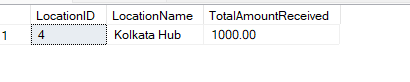 LocationID LocationName TotalAmountReceived
1 4 Kolkata Hub 1000.00